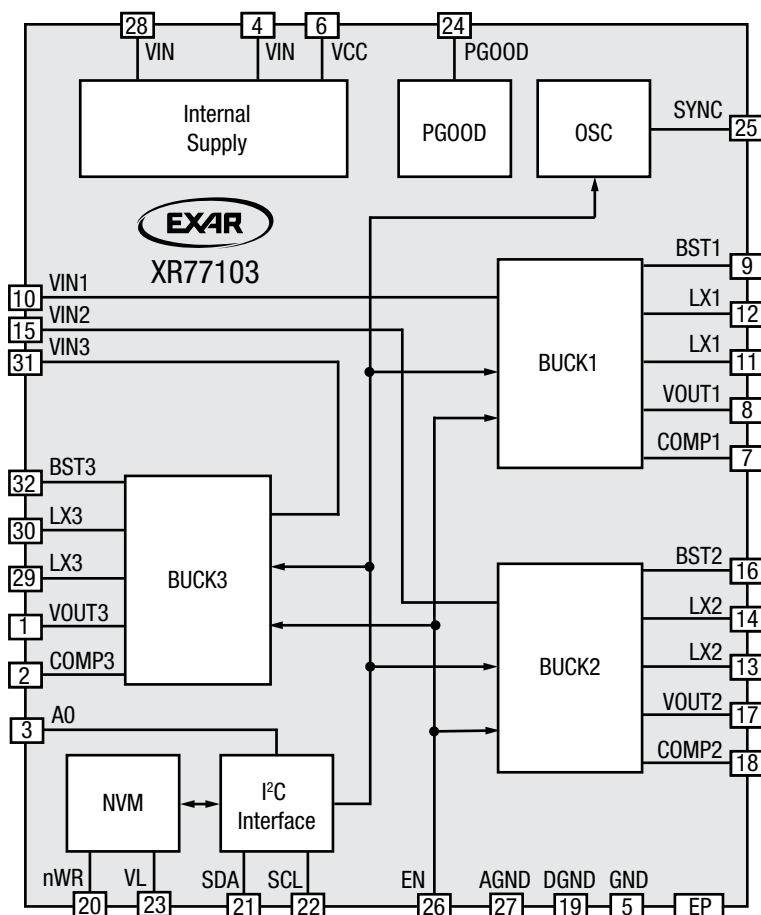 28
4
6
24
VIN
VIN
VCC
PGOOD
Internal
Supply
PGOOD
OSC
SYNC
25
EXAR
XR77103
VIN1
10
VIN2
15
VIN3
31
BUCK1
BST1
9
LX1
12
LX1
11
VOUT1
8
COMP1
7
BST3
32
LX3
30
LX3
29
VOUT3
1
COMP3
2
BUCK3
BUCK2
BST2
16
LX2
14
LX2
13
VOUT2
17
COMP2
18
A0
3
NVM
I²C
Interface
nWR
VL
SDA
SCL
EN
AGND
DGND
GND
20
23
21
22
26
27
19
5
EP